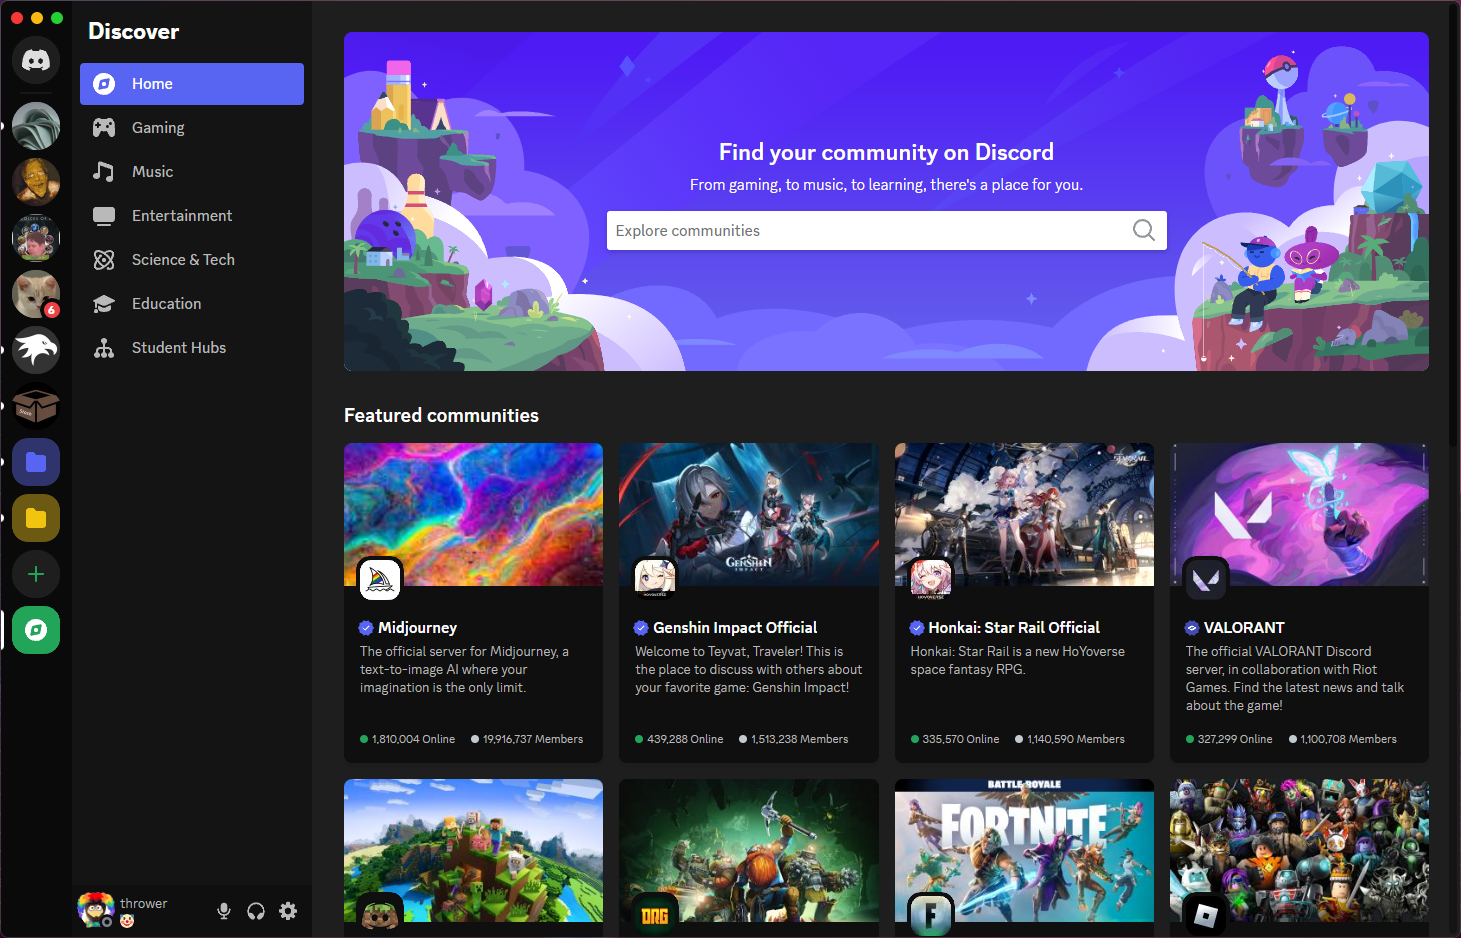 Discover
Home
Gaming
Music
Entertainment
Science & Tech
Education
Student Hubs
6
thrower
Find your community on Discord
From gaming, to music, to learning, there's a place for you.
Explore communities
Featured communities
Midjourney
The official server for Midjourney, a
text-to-image AI where your
imagination is the only limit.
1,810,004 Online
19,916,737 Members
GENSHIN
IMPACT
Genshin Impact Official
Welcome to Teyvat, Traveler! This is
the place to discuss with others about
your favorite game: Genshin Impact!
439,288 Online
1,513,238 Members
STAR RAIL
HOYOVERSE
Honkai: Star Rail Official
Honkai: Star Rail is a new HoYoverse
space fantasy RPG.
335,570 Online
1,140,590 Members
VALORANT
The official VALORANT Discord
server, in collaboration with Riot
Games. Find the latest news and talk
about the game!
327,299 Online
1,100,708 Members
DRG
BATTLE ROYALE
FORTNITE
F